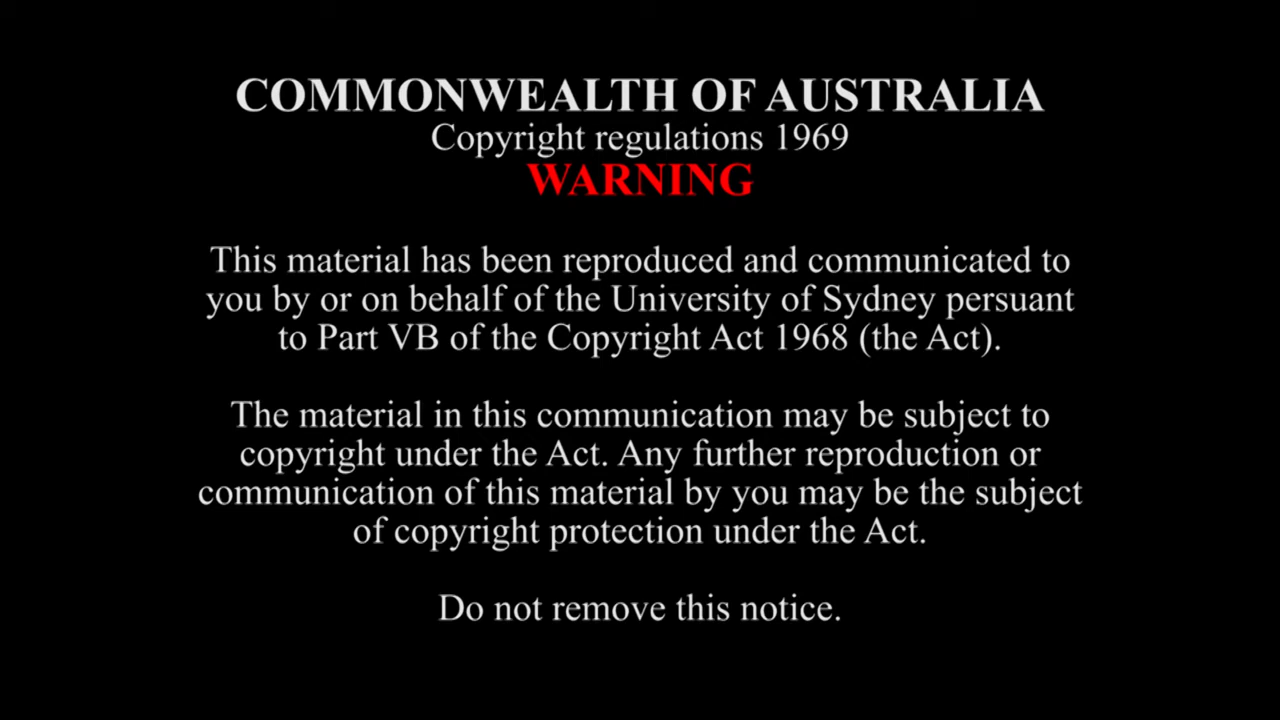 COMMONWEALTH OF AUSTRALIA
Copyright regulations 1969
WARNING
This material has been reproduced and communicated to
you by or on behalf of the University of Sydney persuant
to Part VB of the Copyright Act 1968 (the Act).
The material in this communication may be subject to
copyright under the Act. Any further reproduction or
communication of this material by you may be the subject
of copyright protection under the Act.
Do not remove this notice.